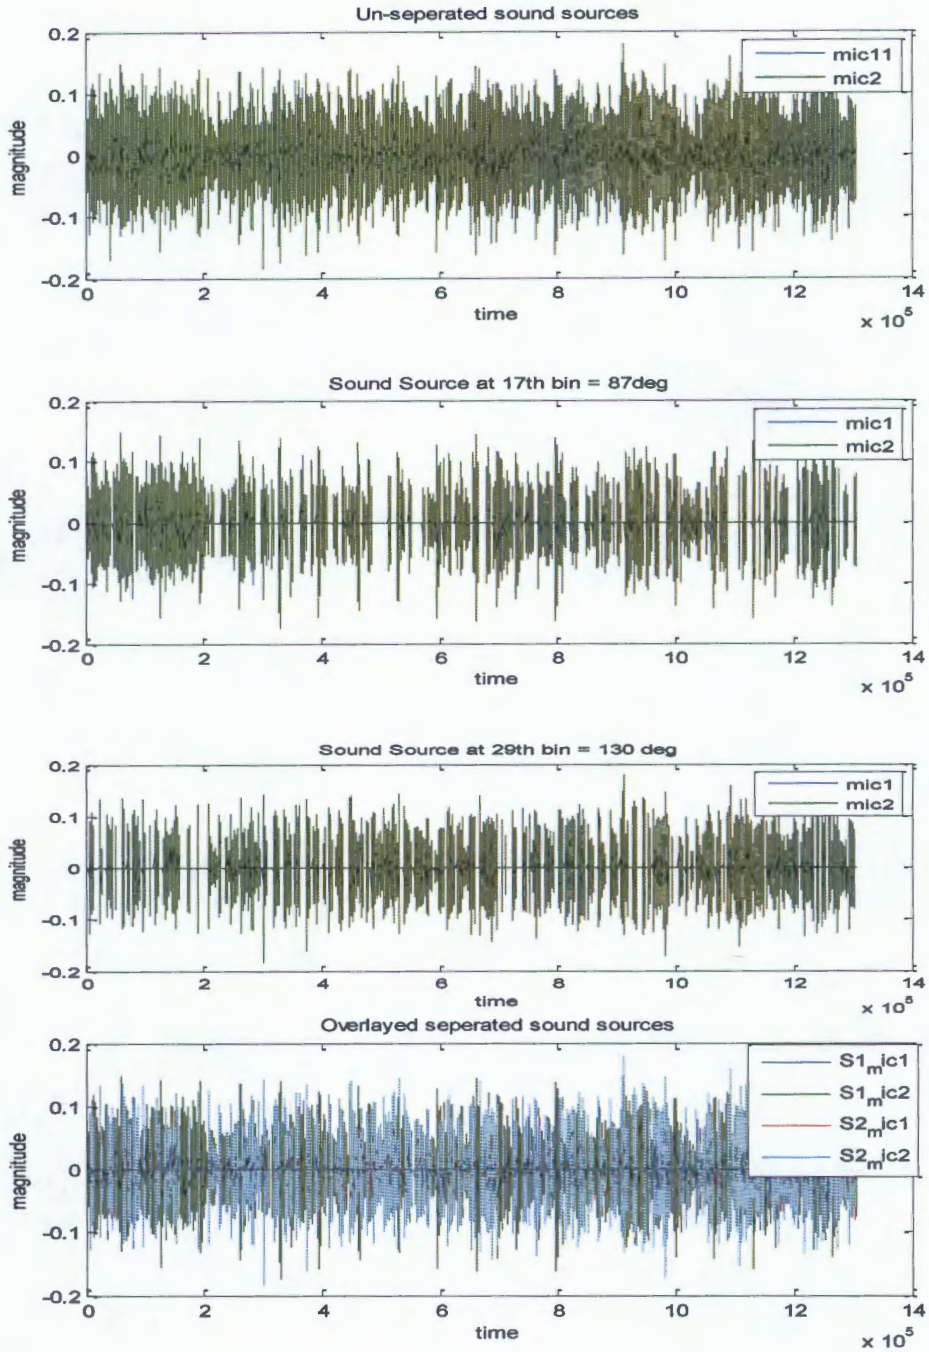 Un-seperated sound sources
0.2
0.1
0
-0.1
-0.2
magnitude
mic11
mic2
0 2 4 6 8 10 12 14
time
x 10^5
Sound Source at 17th bin = 87deg
0.2
0.1
0
-0.1
-0.2
magnitude
mic1
mic2
0 2 4 6 8 10 12 14
time
x 10^5
Sound Source at 29th bin = 130 deg
0.2
0.1
0
-0.1
-0.2
magnitude
mic1
mic2
0 2 4 6 8 10 12 14
time
x 10^5
Overlayed seperated sound sources
0.2
0.1
0
-0.1
-0.2
magnitude
S1_mic1
S1_mic2
S2_mic1
S2_mic2
0 2 4 6 8 10 12 14
time
x 10^5